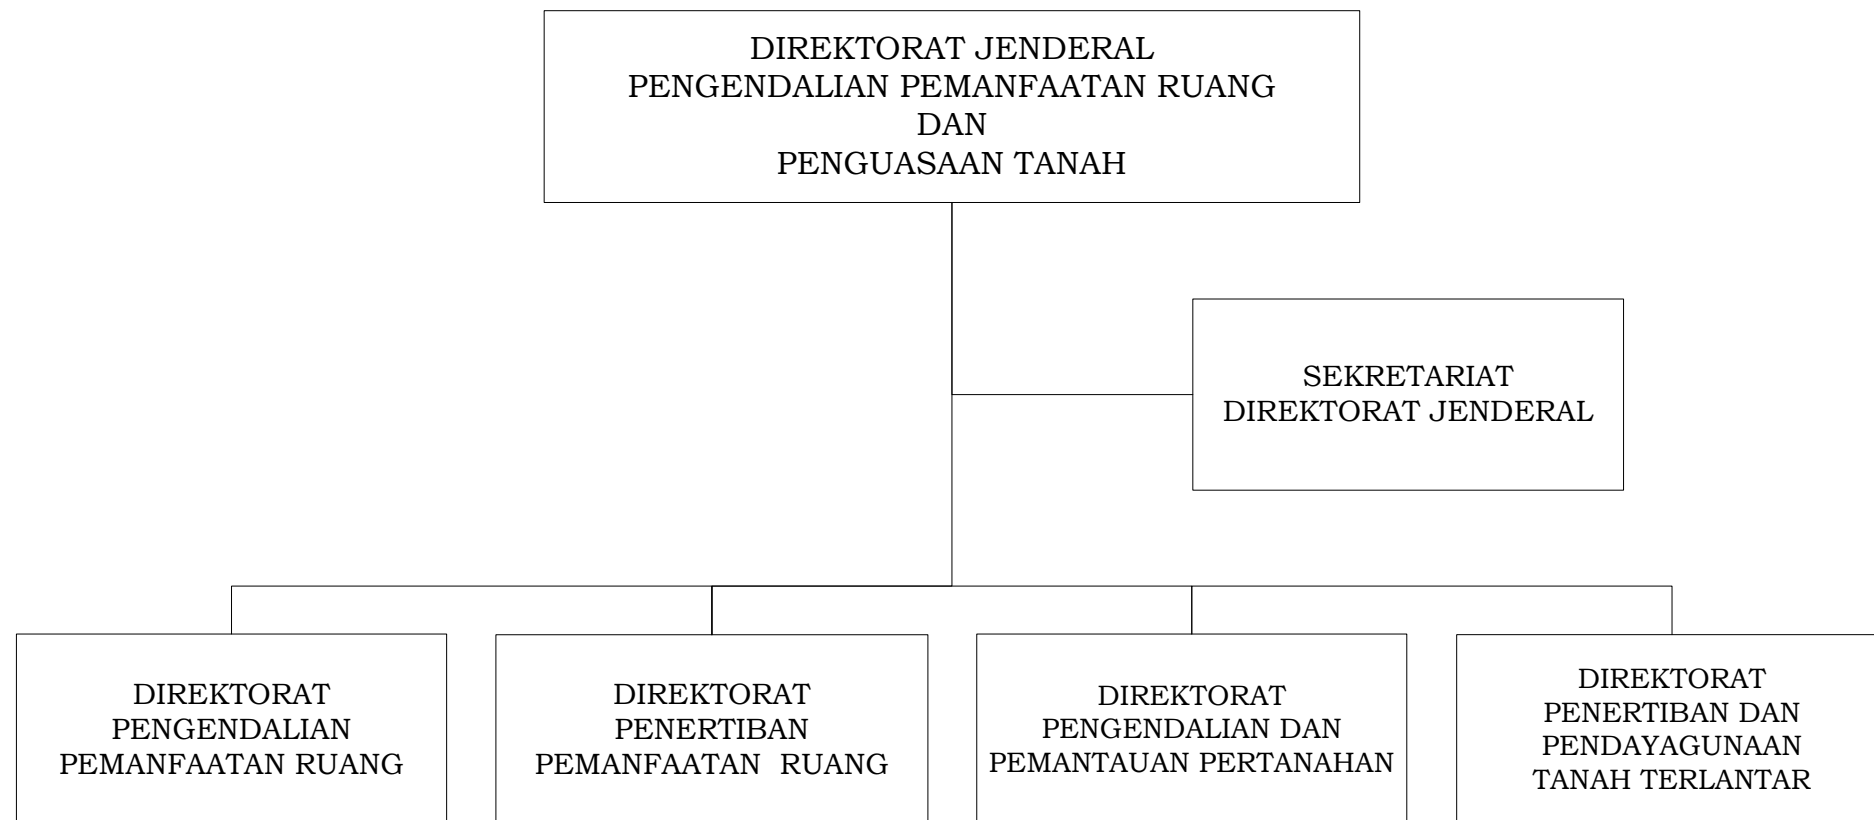 DIREKTORAT JENDERAL
PENGENDALIAN PEMANFAATAN RUANG
DAN
PENGUASAAN TANAH
SEKRETARIAT
DIREKTORAT JENDERAL
DIREKTORAT
PENGENDALIAN
PEMANFAATAN RUANG
DIREKTORAT
PENERTIBAN
PEMANFAATAN  RUANG
DIREKTORAT
PENGENDALIAN DAN
PEMANTAUAN PERTANAHAN
DIREKTORAT
PENERTIBAN DAN
PENDAYAGUNAAN
TANAH TERLANTAR